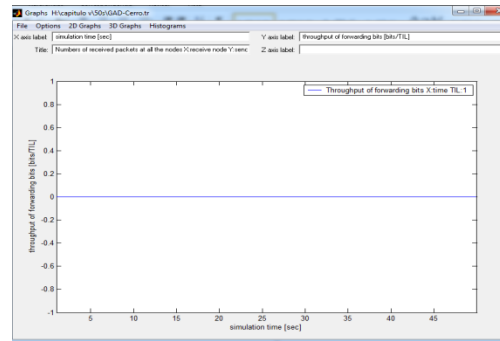 Graphs H:\capitulo v\50s\GAD-Cerro.tr
File Options 2D Graphs 3D Graphs Histograms
X axis label simulation time [sec] Y axis label throughput of forwarding bits [bits/TIL]
Title: Numbers of received packets at all the nodes X:receive node Y:senc Z axis label
Throughput of forwarding bits X:time TIL:1
throughput of forwarding bits [bits/TIL]
1
0.8
0.6
0.4
0.2
0
-0.2
-0.4
-0.6
-0.8
-1
5 10 15 20 25 30 35 40 45
simulation time [sec]